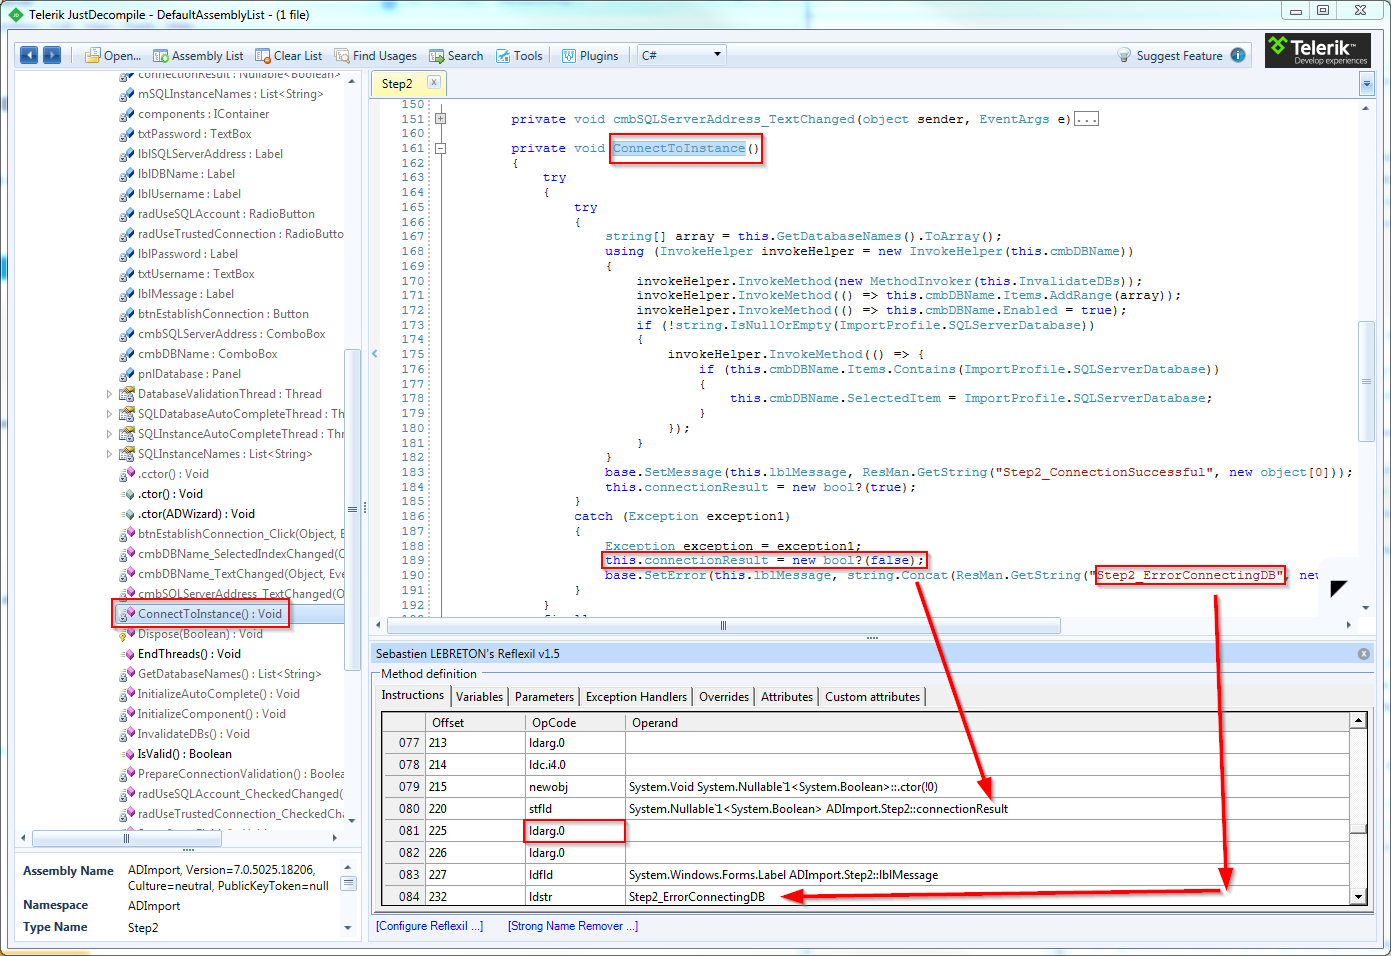 Telerik JustDecompile - DefaultAssemblyList - (1 file)
Open... Assembly List Clear List Find Usages Search Tools Plugins C# Suggest Feature
Telerik™
Develop experiences
connectionResult : Nullable<Boolean>
mSQLInstanceNames : List<String>
components : IContainer
txtPassword : TextBox
lblSQLServerAddress : Label
lblDBName : Label
lblUsername : Label
radUseSQLAccount : RadioButton
radUseTrustedConnection : RadioButto
lblPassword : Label
txtUsername : TextBox
lblMessage : Label
btnEstablishConnection : Button
cmbSQLServerAddress : ComboBox
cmbDBName : ComboBox
pnlDatabase : Panel
DatabaseValidationThread : Thread
SQLDatabaseAutoCompleteThread : Th
SQLInstanceAutoCompleteThread : Thr
SQLInstanceNames : List<String>
.cctor() : Void
.ctor() : Void
.ctor(ADWizard) : Void
btnEstablishConnection_Click(Object, E
cmbDBName_SelectedIndexChanged(O
cmbDBName_TextChanged(Object, Eve
cmbSQLServerAddress_TextChanged(O
ConnectToInstance() : Void
Dispose(Boolean) : Void
EndThreads() : Void
GetDatabaseNames() : List<String>
InitializeAutoComplete() : Void
InitializeComponent() : Void
InvalidateDBs() : Void
IsValid() : Boolean
PrepareConnectionValidation() : Boolea
radUseSQLAccount_CheckedChanged(
radUseTrustedConnection_CheckedCha
Assembly Name ADImport, Version=7.0.5025.18206,
Culture=neutral, PublicKeyToken=null
Namespace ADImport
Type Name Step2
Step2
150
151 private void cmbSQLServerAddress_TextChanged(object sender, EventArgs e)...
160
161 private void ConnectToInstance()
162 {
163 try
164 {
165 try
166 {
167 string[] array = this.GetDatabaseNames().ToArray();
168 using (InvokeHelper invokeHelper = new InvokeHelper(this.cmbDBName))
169 {
170 invokeHelper.InvokeMethod(new MethodInvoker(this.InvalidateDBs));
171 invokeHelper.InvokeMethod(() => this.cmbDBName.Items.AddRange(array));
172 invokeHelper.InvokeMethod(() => this.cmbDBName.Enabled = true);
173 if (!string.IsNullOrEmpty(ImportProfile.SQLServerDatabase))
174 {
175 invokeHelper.InvokeMethod(() => {
176 if (this.cmbDBName.Items.Contains(ImportProfile.SQLServerDatabase))
177 {
178 this.cmbDBName.SelectedItem = ImportProfile.SQLServerDatabase;
179 }
180 });
181 }
182 }
183 base.SetMessage(this.lblMessage, ResMan.GetString("Step2_ConnectionSuccessful", new object[0]));
184 this.connectionResult = new bool?(true);
185 }
186 catch (Exception exception1)
187 {
188 Exception exception = exception1;
189 this.connectionResult = new bool?(false);
190 base.SetError(this.lblMessage, string.Concat(ResMan.GetString("Step2_ErrorConnectingDB", new
191 }
192 }
Sebastien LEBRETON's Reflexil v1.5
Method definition
Instructions Variables Parameters Exception Handlers Overrides Attributes Custom attributes
Offset OpCode Operand
077 213 ldarg.0
078 214 ldc.i4.0
079 215 newobj System.Void System.Nullable`1<System.Boolean>::.ctor(!0)
080 220 stfld System.Nullable`1<System.Boolean> ADImport.Step2::connectionResult
081 225 ldarg.0
082 226 ldarg.0
083 227 ldfld System.Windows.Forms.Label ADImport.Step2::lblMessage
084 232 ldstr Step2_ErrorConnectingDB
[Configure Reflexil ...] [Strong Name Remover ...]